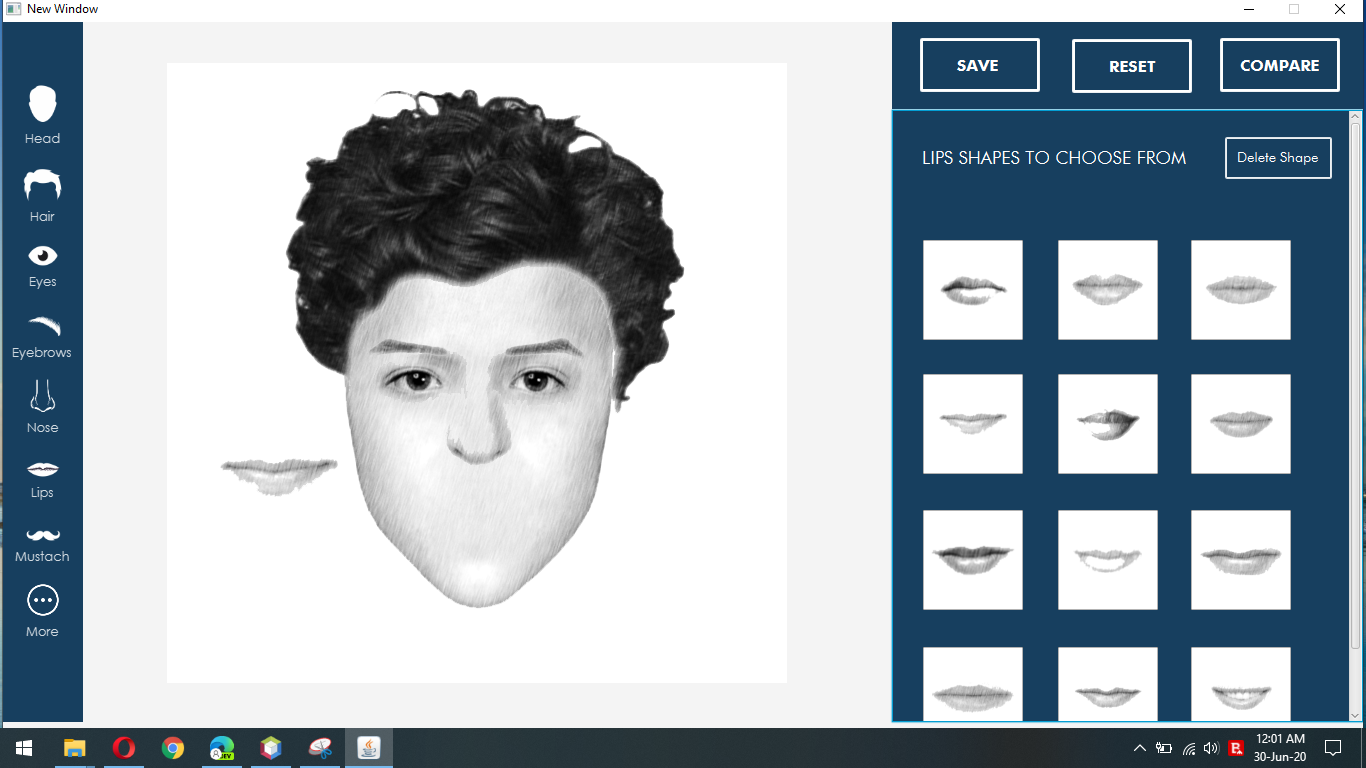 New Window
Head
Hair
Eyes
Eyebrows
Nose
Lips
Mustach
More
SAVE
RESET
COMPARE
LIPS SHAPES TO CHOOSE FROM
Delete Shape
JEY
12:01 AM
30-Jun-20